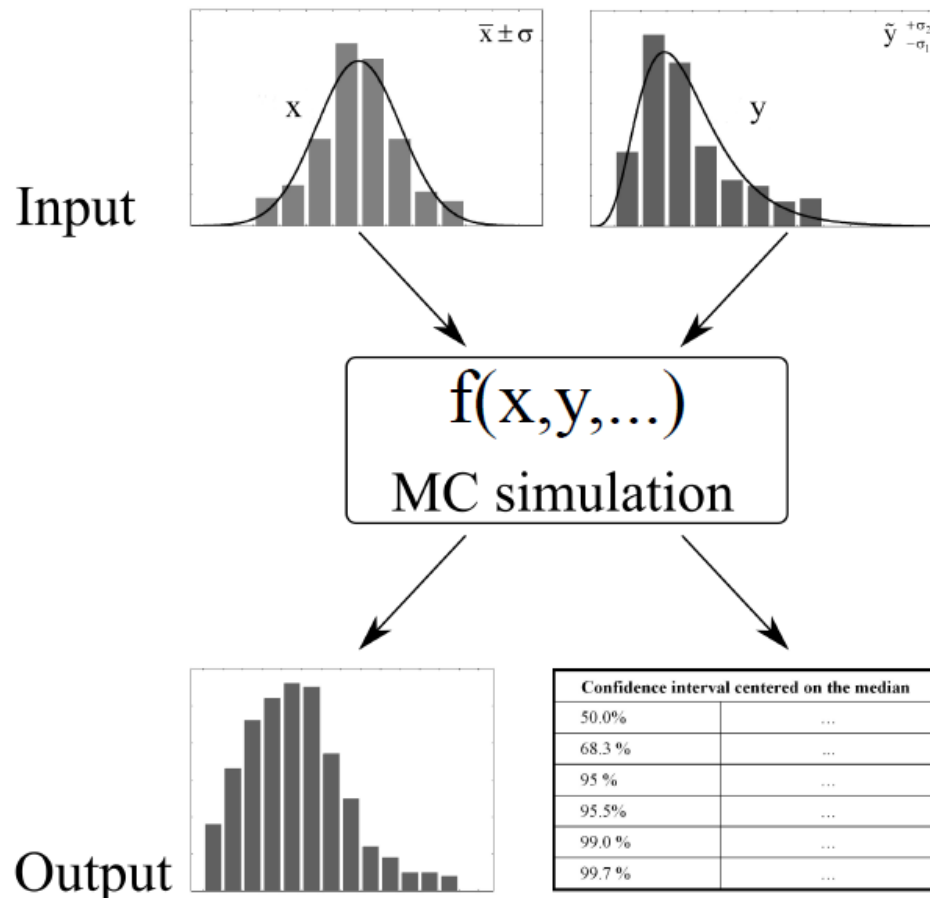 x̄ ± σ
ỹ +σ₂ −σ₁
x
y
Input
f(x,y,...)
MC simulation
Confidence interval centered on the median
50.0% ...
68.3 % ...
95 % ...
95.5% ...
99.0 % ...
99.7 % ...
Output